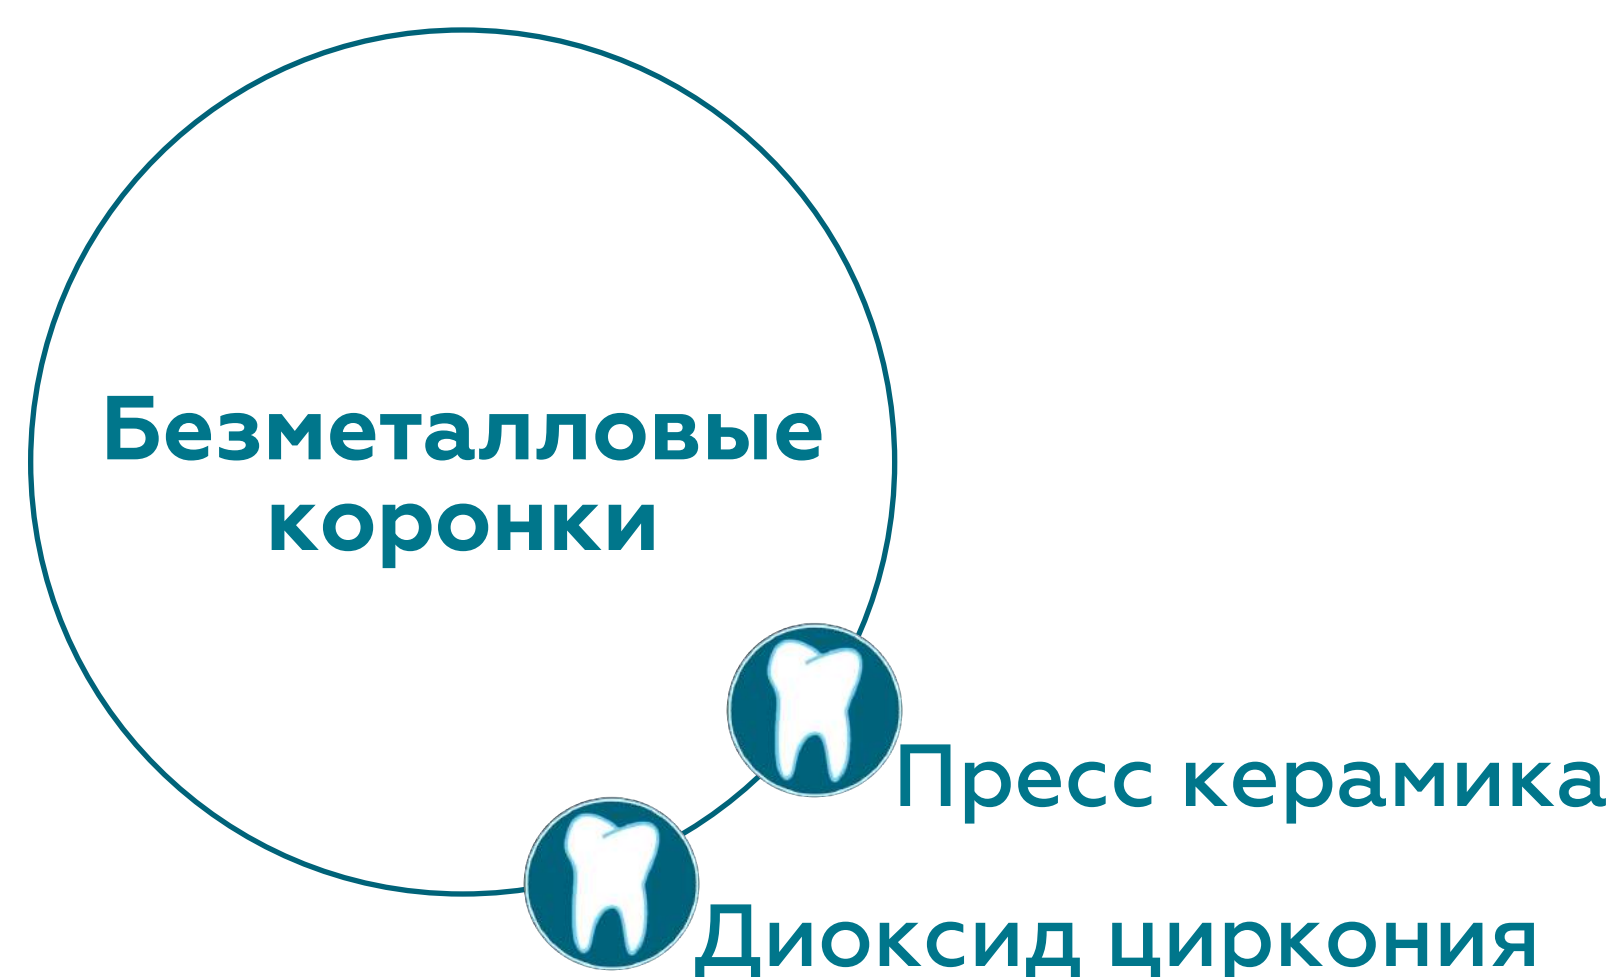 Безметалловые
коронки
Пресс керамика
Диоксид циркония